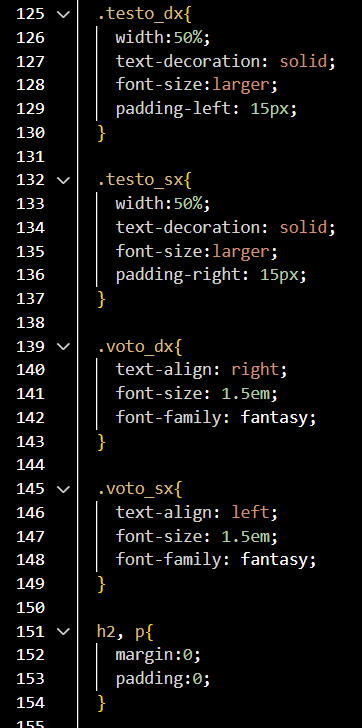 125 .testo_dx{
126 width:50%;
127 text-decoration: solid;
128 font-size:larger;
129 padding-left: 15px;
130 }
131
132 .testo_sx{
133 width:50%;
134 text-decoration: solid;
135 font-size:larger;
136 padding-right: 15px;
137 }
138
139 .voto_dx{
140 text-align: right;
141 font-size: 1.5em;
142 font-family: fantasy;
143 }
144
145 .voto_sx{
146 text-align: left;
147 font-size: 1.5em;
148 font-family: fantasy;
149 }
150
151 h2, p{
152 margin:0;
153 padding:0;
154 }
155